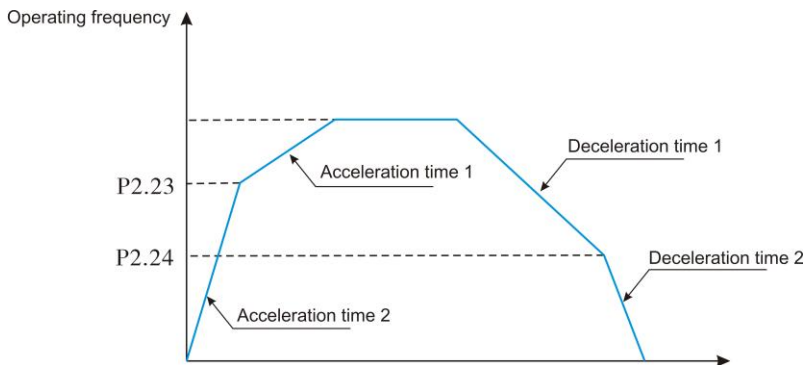 Operating frequency
Deceleration time 1
Acceleration time 1
P2.23
P2.24
Deceleration time 2
Acceleration time 2